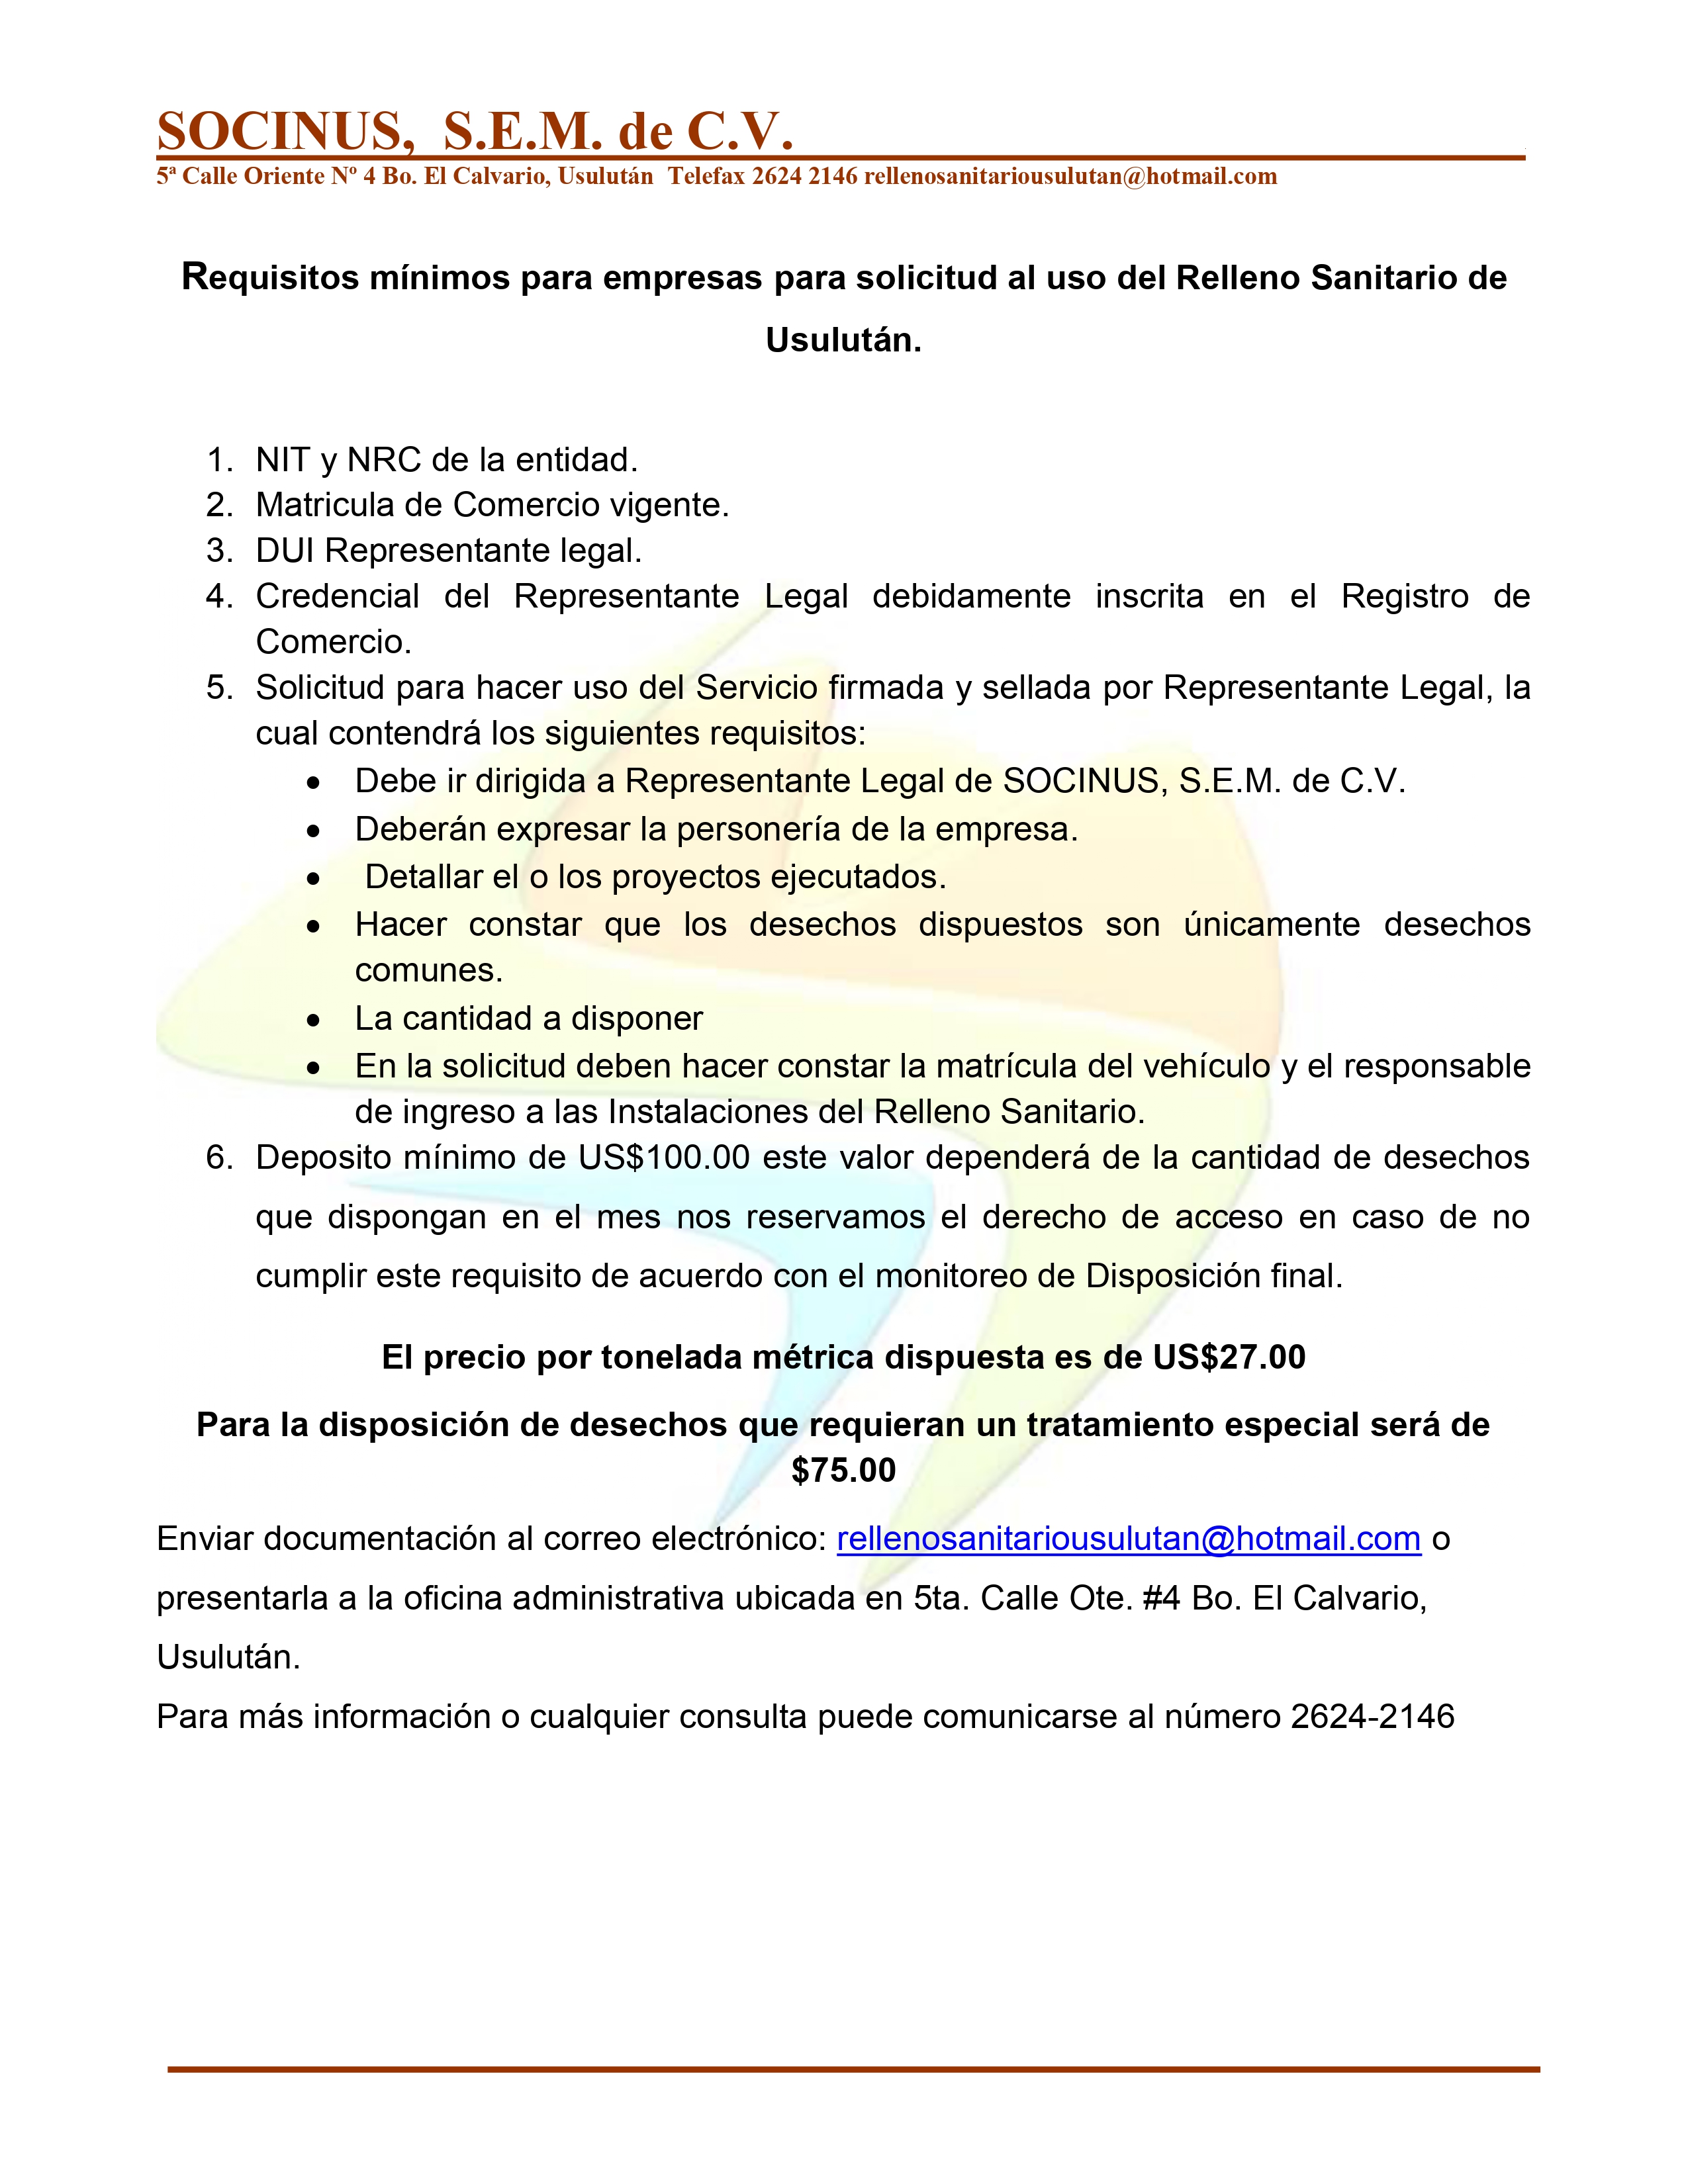 SOCINUS,  S.E.M. de C.V.
5ª Calle Oriente Nº 4 Bo. El Calvario, Usulután  Telefax 2624 2146 rellenosanitariousulutan@hotmail.com
Requisitos mínimos para empresas para solicitud al uso del Relleno Sanitario de
Usulután.
1. NIT y NRC de la entidad.
2. Matricula de Comercio vigente.
3. DUI Representante legal.
4. Credencial del Representante Legal debidamente inscrita en el Registro de
Comercio.
5. Solicitud para hacer uso del Servicio firmada y sellada por Representante Legal, la
cual contendrá los siguientes requisitos:
• Debe ir dirigida a Representante Legal de SOCINUS, S.E.M. de C.V.
• Deberán expresar la personería de la empresa.
• Detallar el o los proyectos ejecutados.
• Hacer constar que los desechos dispuestos son únicamente desechos
comunes.
• La cantidad a disponer
• En la solicitud deben hacer constar la matrícula del vehículo y el responsable
de ingreso a las Instalaciones del Relleno Sanitario.
6. Deposito mínimo de US$100.00 este valor dependerá de la cantidad de desechos
que dispongan en el mes nos reservamos el derecho de acceso en caso de no
cumplir este requisito de acuerdo con el monitoreo de Disposición final.
El precio por tonelada métrica dispuesta es de US$27.00
Para la disposición de desechos que requieran un tratamiento especial será de
$75.00
Enviar documentación al correo electrónico: rellenosanitariousulutan@hotmail.com o
presentarla a la oficina administrativa ubicada en 5ta. Calle Ote. #4 Bo. El Calvario,
Usulután.
Para más información o cualquier consulta puede comunicarse al número 2624-2146